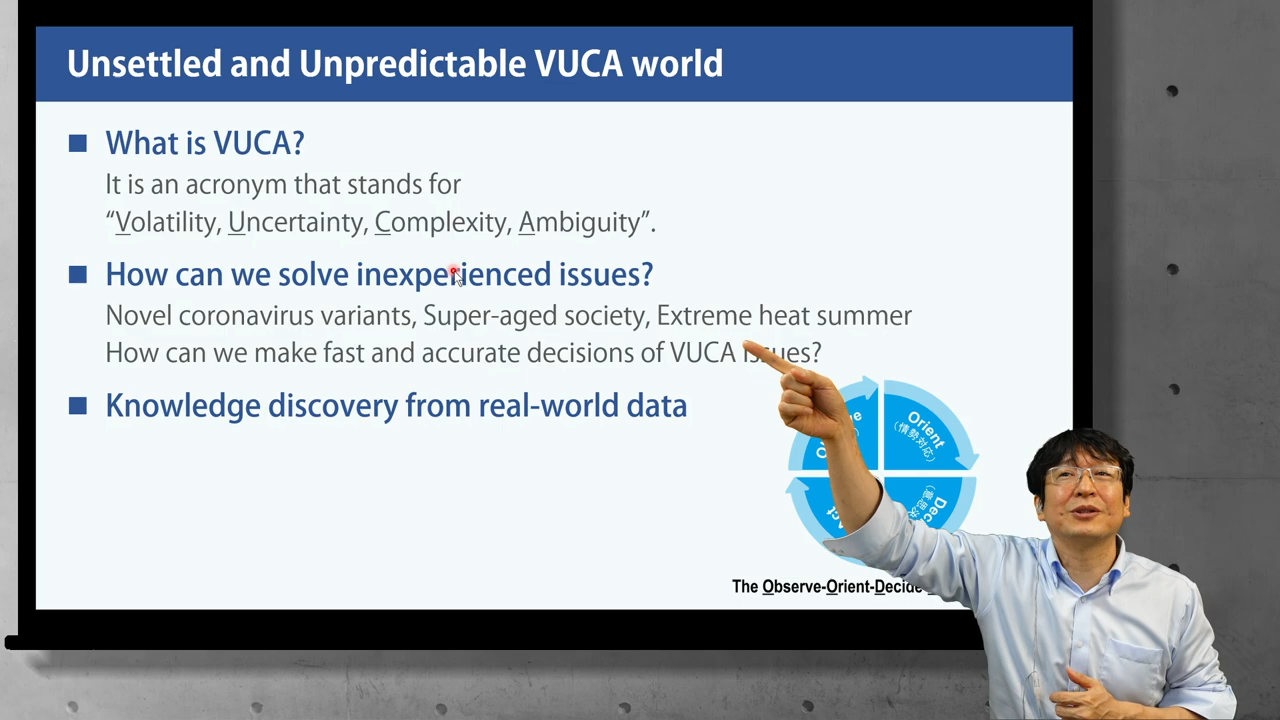 Unsettled and Unpredictable VUCA world
■ What is VUCA?
It is an acronym that stands for
“Volatility, Uncertainty, Complexity, Ambiguity”.
■ How can we solve inexperienced issues?
Novel coronavirus variants, Super-aged society, Extreme heat summer
How can we make fast and accurate decisions of VUCA issues?
■ Knowledge discovery from real-world data
Orient
(情勢対応)
The Observe-Orient-Decide